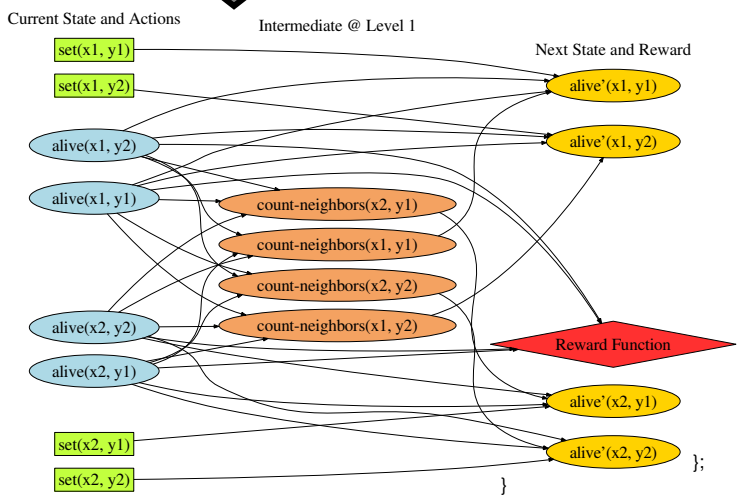 Current State and Actions
Intermediate @ Level 1
Next State and Reward
set(x1, y1)
set(x1, y2)
alive(x1, y2)
alive(x1, y1)
alive(x2, y2)
alive(x2, y1)
set(x2, y1)
set(x2, y2)
count-neighbors(x2, y1)
count-neighbors(x1, y1)
count-neighbors(x2, y2)
count-neighbors(x1, y2)
alive’(x1, y1)
alive’(x1, y2)
Reward Function
alive’(x2, y1)
alive’(x2, y2)
};
}